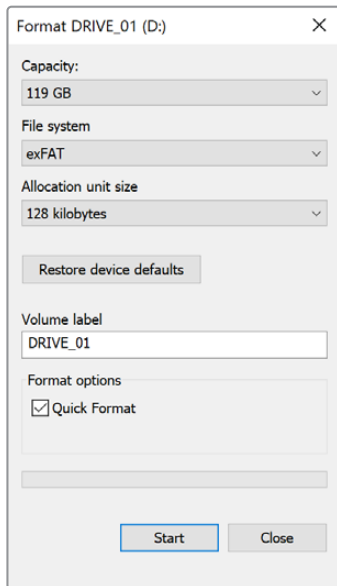 Format DRIVE_01 (D:)
Capacity:
119 GB
File system
exFAT
Allocation unit size
128 kilobytes
Restore device defaults
Volume label
DRIVE_01
Format options
Quick Format
Start Close